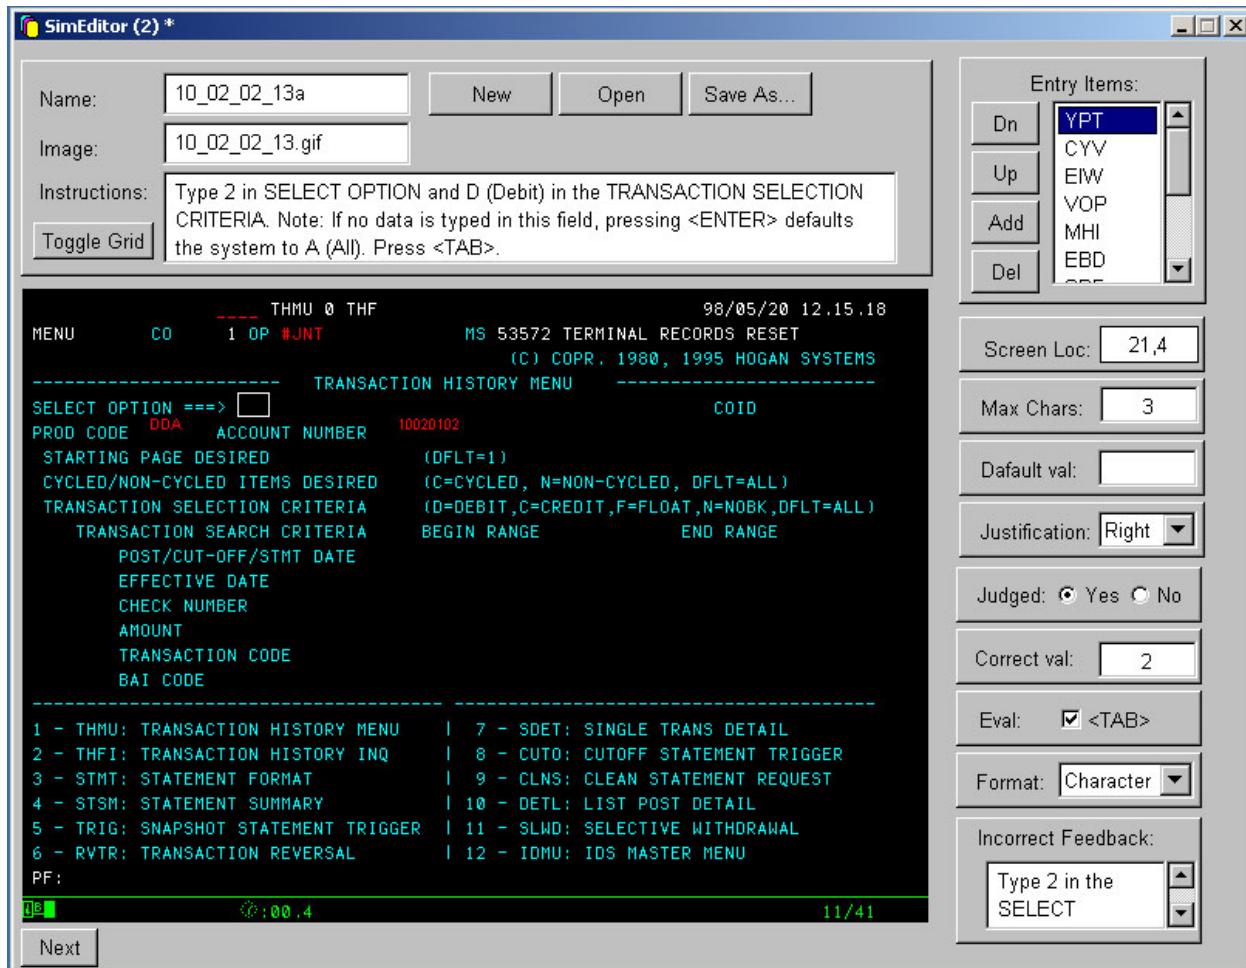 SimEditor (2) *
Name: 10_02_02_13a New Open Save As...
Image: 10_02_02_13.gif
Instructions: Type 2 in SELECT OPTION and D (Debit) in the TRANSACTION SELECTION
CRITERIA. Note: If no data is typed in this field, pressing <ENTER> defaults
the system to A (All). Press <TAB>.
Toggle Grid
____ THMU 0 THF 98/05/20 12.15.18
MENU CO 1 OP #JNT MS 53572 TERMINAL RECORDS RESET
(C) COPR. 1980, 1995 HOGAN SYSTEMS
----------------------- TRANSACTION HISTORY MENU ------------------------
SELECT OPTION ===> COID
PROD CODE DDA ACCOUNT NUMBER 10020102
STARTING PAGE DESIRED (DFLT=1)
CYCLED/NON-CYCLED ITEMS DESIRED (C=CYCLED, N=NON-CYCLED, DFLT=ALL)
TRANSACTION SELECTION CRITERIA (D=DEBIT,C=CREDIT,F=FLOAT,N=NOBK,DFLT=ALL)
TRANSACTION SEARCH CRITERIA BEGIN RANGE END RANGE
POST/CUT-OFF/STMT DATE
EFFECTIVE DATE
CHECK NUMBER
AMOUNT
TRANSACTION CODE
BAI CODE
-------------------------------------- ---------------------------------------
1 - THMU: TRANSACTION HISTORY MENU | 7 - SDET: SINGLE TRANS DETAIL
2 - THFI: TRANSACTION HISTORY INQ | 8 - CUTO: CUTOFF STATEMENT TRIGGER
3 - STMT: STATEMENT FORMAT | 9 - CLNS: CLEAN STATEMENT REQUEST
4 - STSM: STATEMENT SUMMARY | 10 - DETL: LIST POST DETAIL
5 - TRIG: SNAPSHOT STATEMENT TRIGGER | 11 - SLWD: SELECTIVE WITHDRAWAL
6 - RVTR: TRANSACTION REVERSAL | 12 - IDMU: IDS MASTER MENU
PF:
:00.4 11/41
Next
Entry Items:
Dn YPT
CYV
Up EIW
VOP
Add MHI
EBD
Del
Screen Loc: 21,4
Max Chars: 3
Dafault val:
Justification: Right
Judged: Yes No
Correct val: 2
Eval: <TAB>
Format: Character
Incorrect Feedback:
Type 2 in the
SELECT